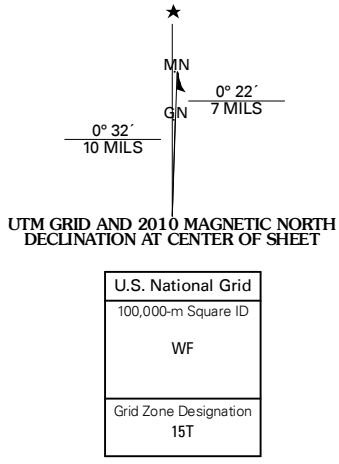 ★
MN
0° 22´
7 MILS
GN
0° 32´
10 MILS
UTM GRID AND 2010 MAGNETIC NORTH
DECLINATION AT CENTER OF SHEET
U.S. National Grid
100,000-m Square ID
WF
Grid Zone Designation
15T